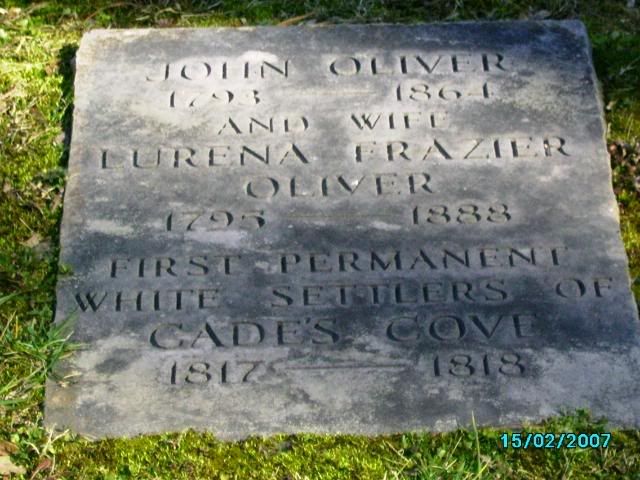 JOHN OLIVER
1793 — 1864
AND WIFE
LURENA FRAZIER
OLIVER
1795 — 1888
FIRST PERMANENT
WHITE SETTLERS OF
CADE'S COVE
1817 — 1818
15/02/2007